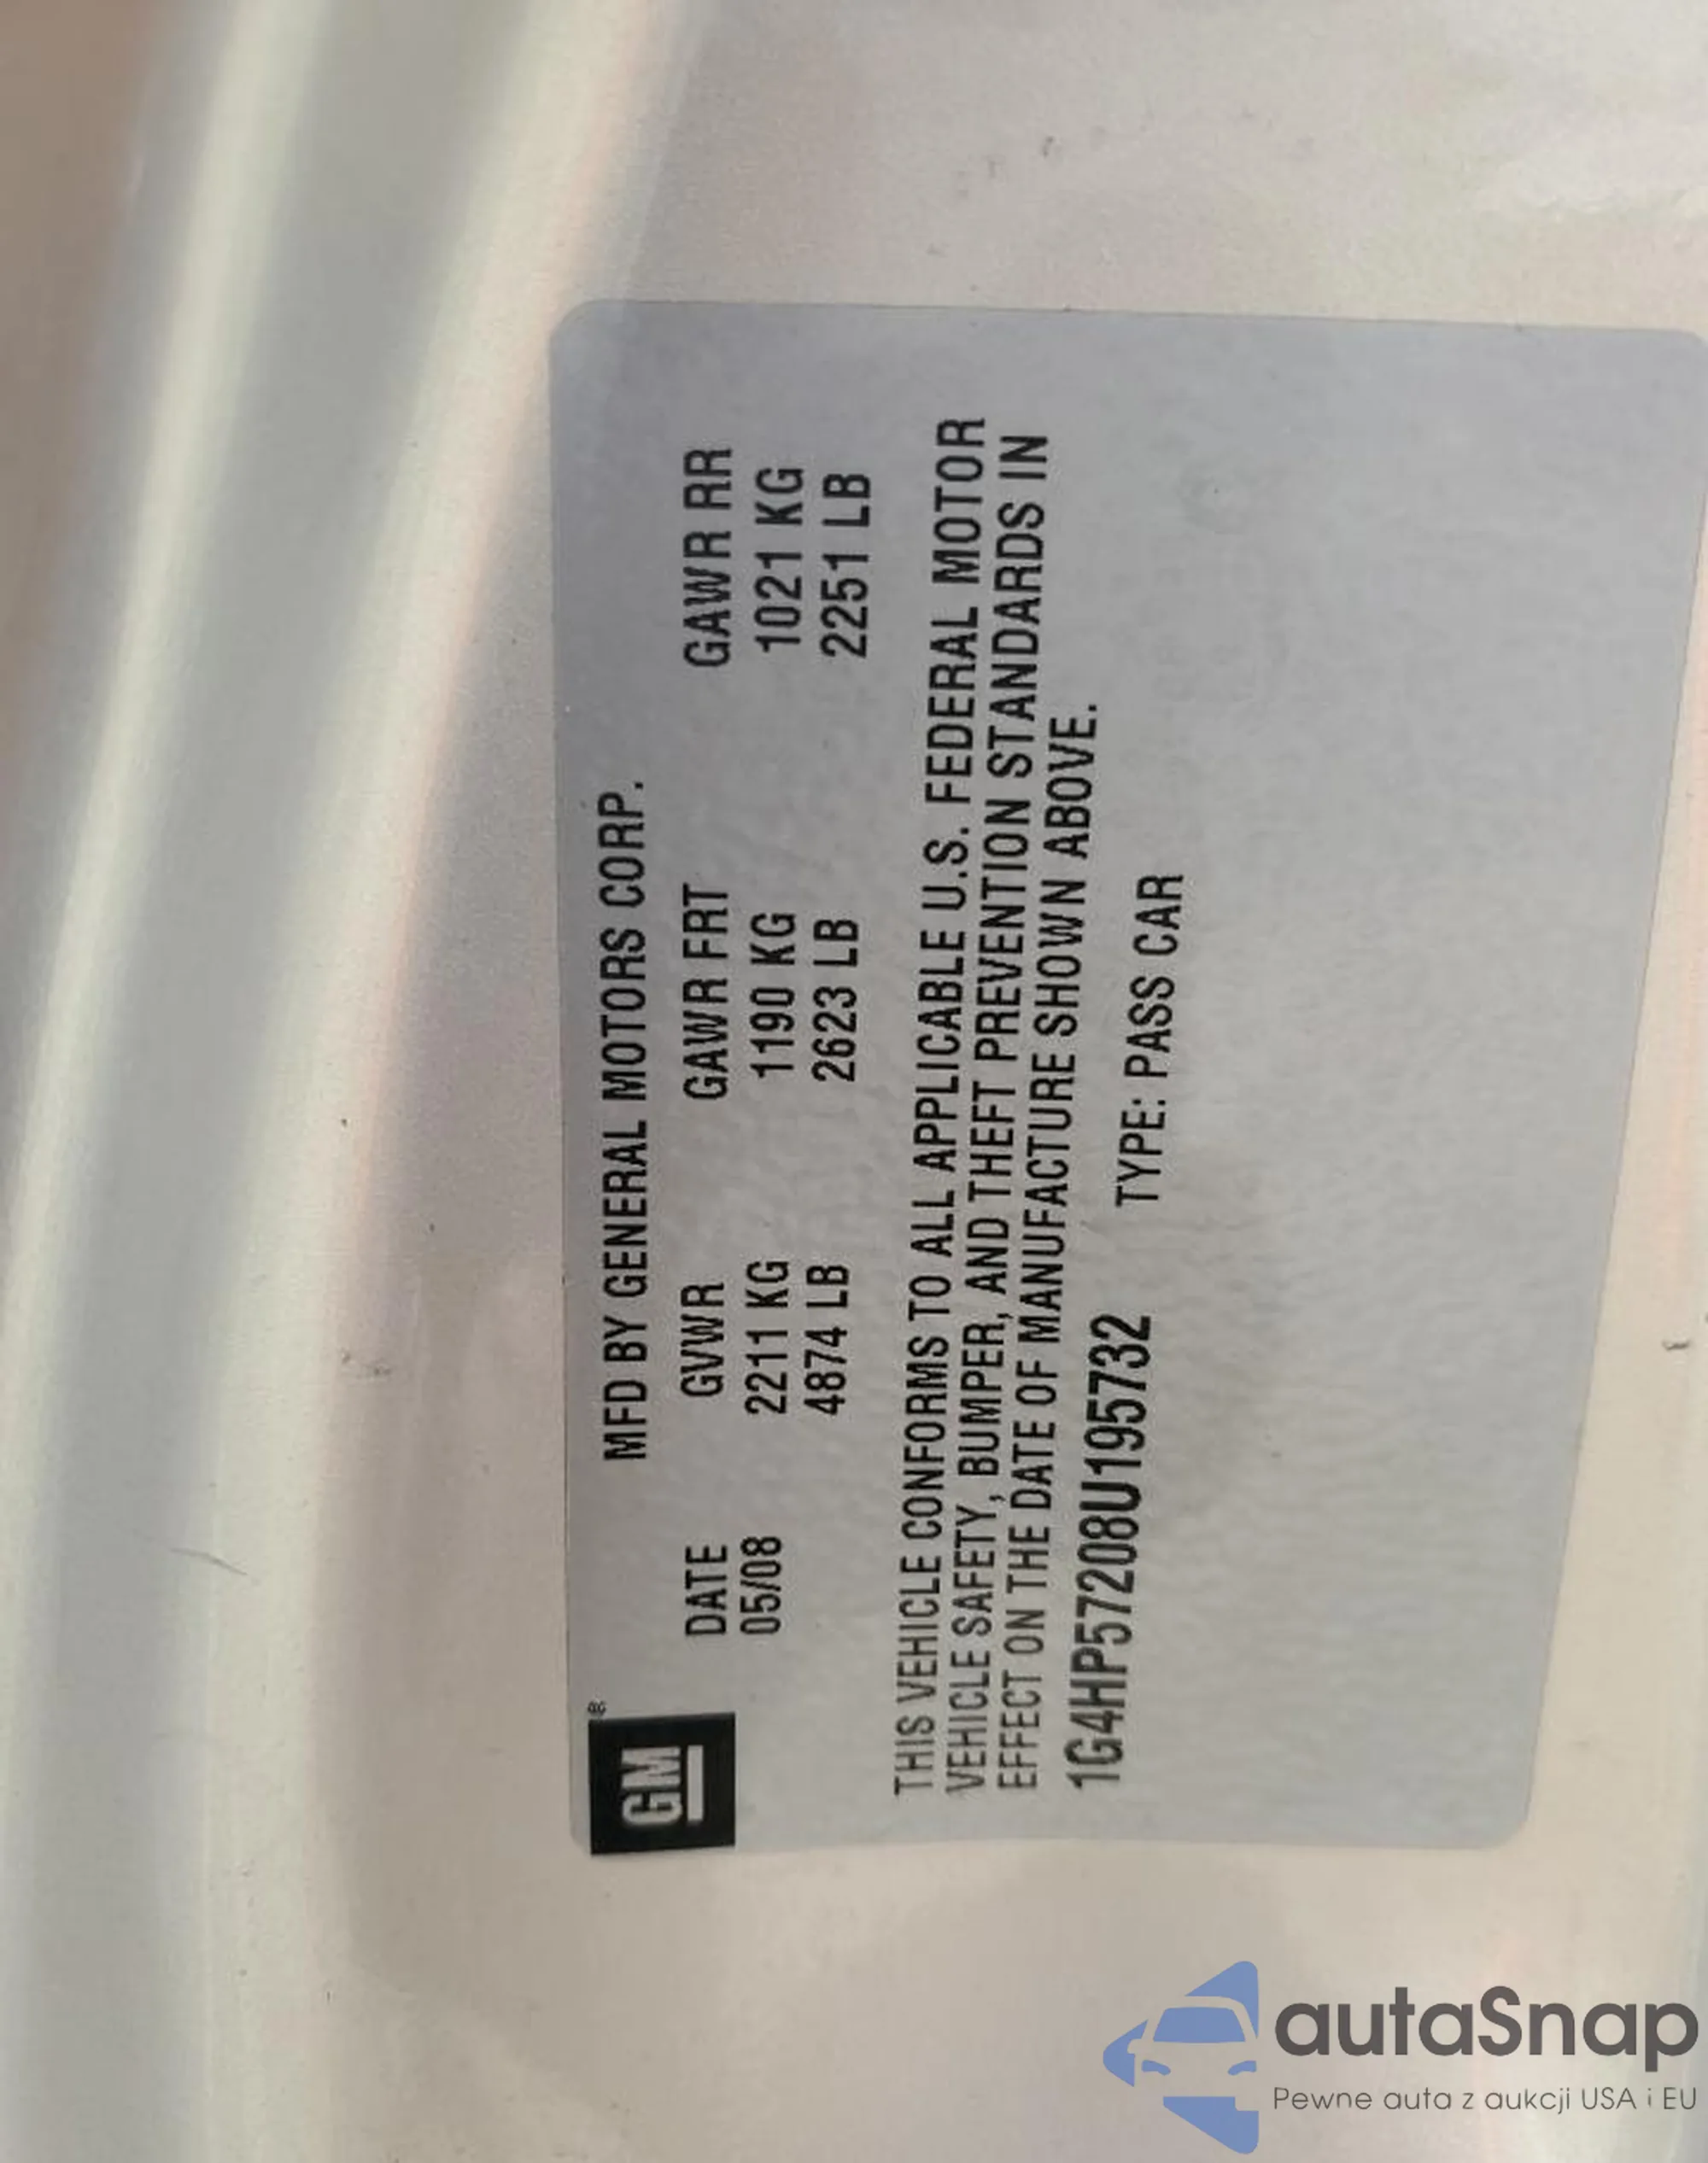 GM®
MFD BY GENERAL MOTORS CORP.
DATE GVWR GAWR FRT GAWR RR
05/08 2211 KG 1190 KG 1021 KG
4874 LB 2623 LB 2251 LB
THIS VEHICLE CONFORMS TO ALL APPLICABLE U.S. FEDERAL MOTOR
VEHICLE SAFETY, BUMPER, AND THEFT PREVENTION STANDARDS IN
EFFECT ON THE DATE OF MANUFACTURE SHOWN ABOVE.
1G4HP57208U195732 TYPE: PASS CAR
autaSnap
Pewne auta z aukcji USA i EU